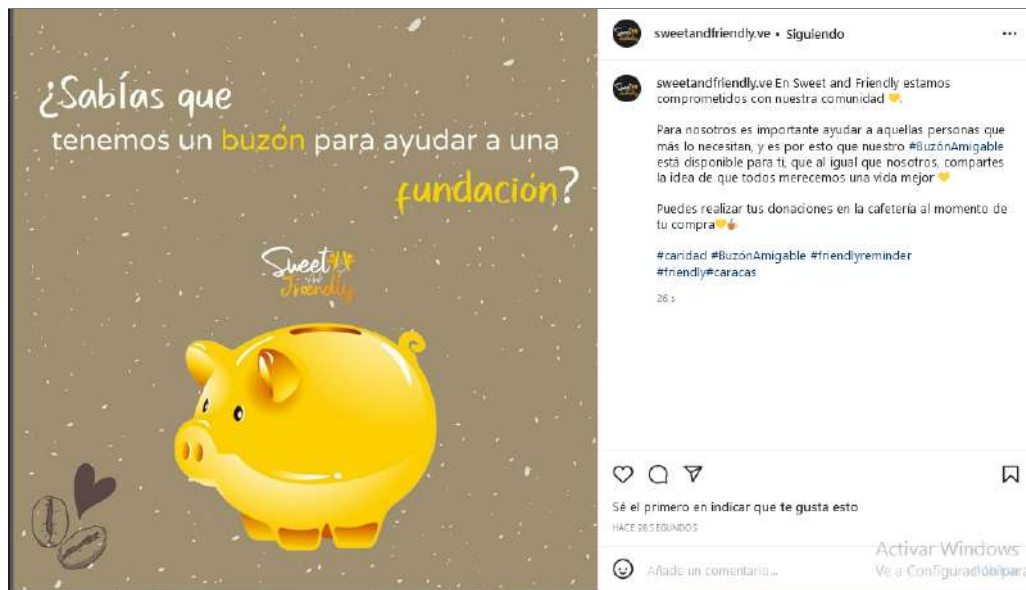 ¿Sabías que
tenemos un buzón para ayudar a una
fundación?
Sweet
Friendly
sweetandfriendly.ve • Siguiendo
sweetandfriendly.ve En Sweet and Friendly estamos
comprometidos con nuestra comunidad 💛.
Para nosotros es importante ayudar a aquellas personas que
más lo necesitan, y es por esto que nuestro #BuzónAmigable
está disponible para ti, que al igual que nosotros, compartes
la idea de que todos merecemos una vida mejor 💛
Puedes realizar tus donaciones en la cafetería al momento de
tu compra💛
#caridad #BuzónAmigable #friendlyreminder
#friendly#caracas
26 s
Sé el primero en indicar que te gusta esto
HACE 26 SEGUNDOS
Añade un comentario...
Activar Windows
Ve a Configuración para